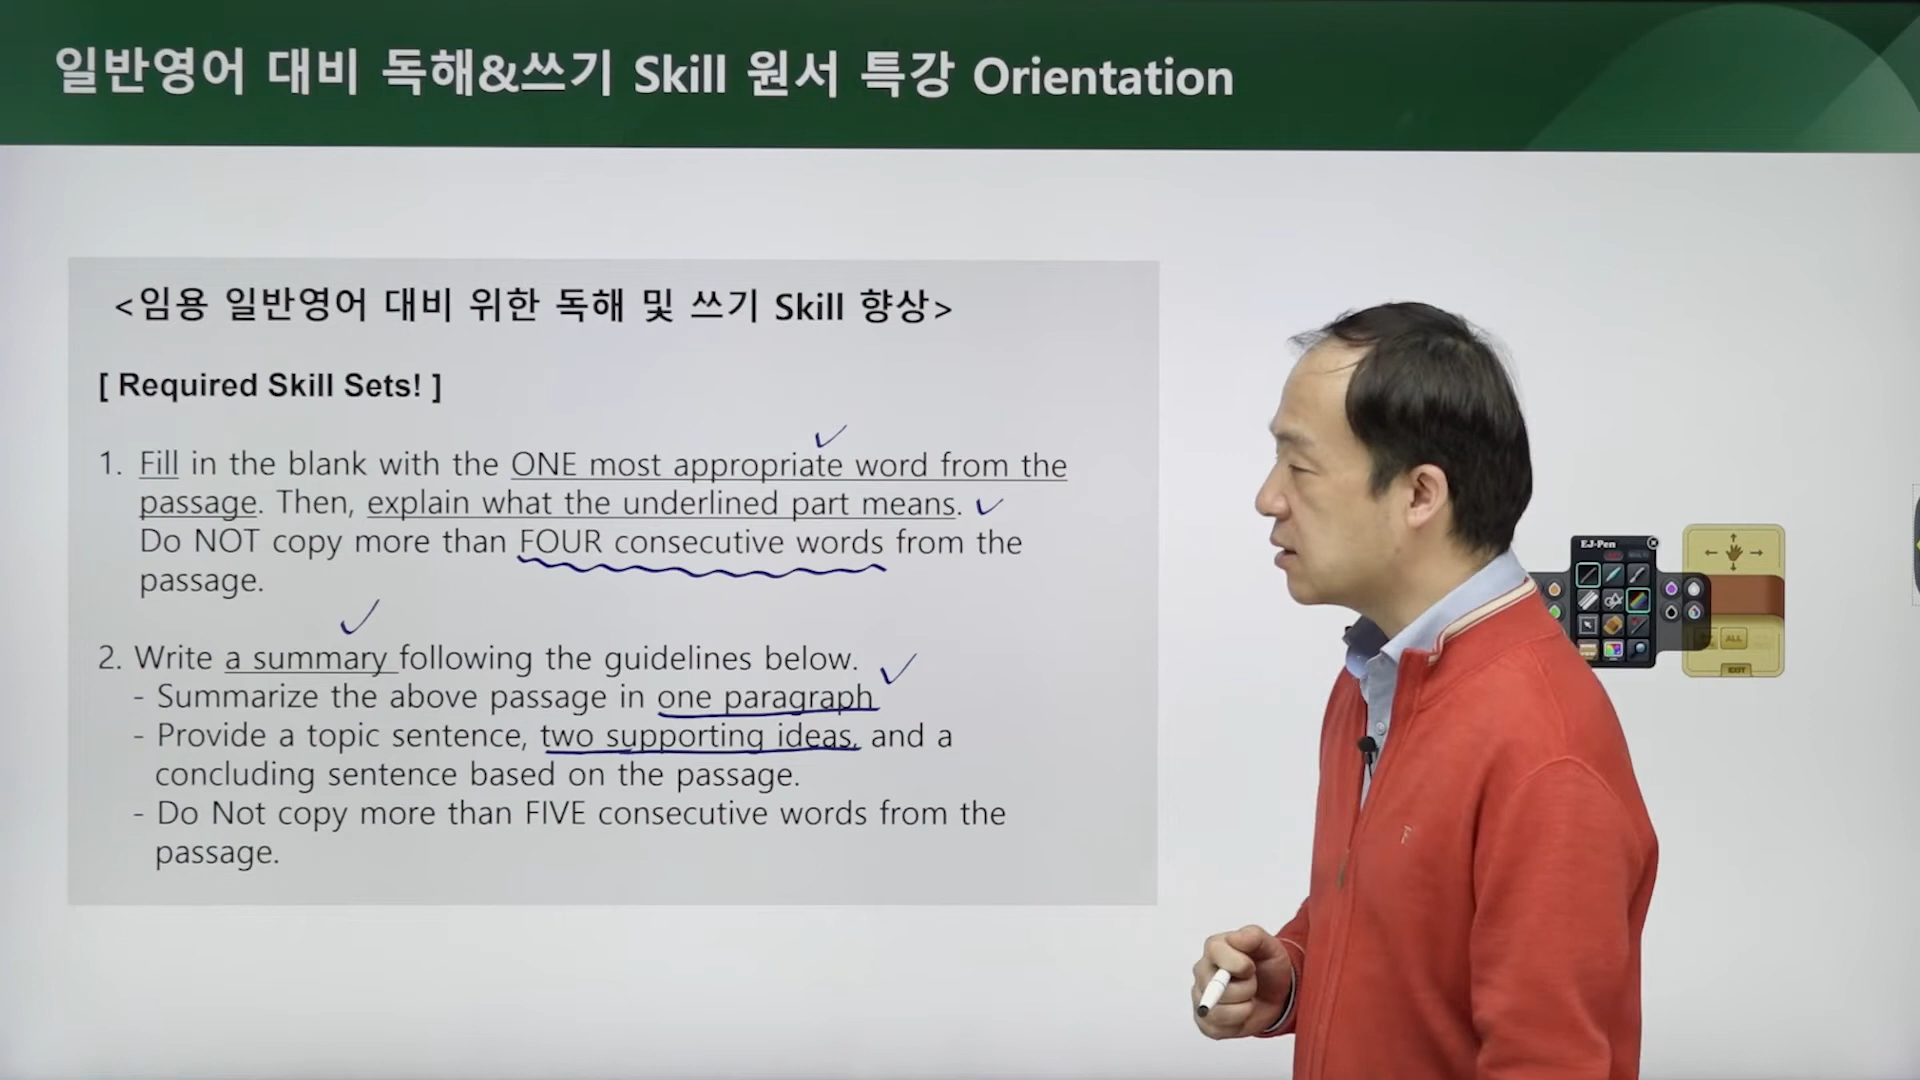 일반영어 대비 독해&쓰기 Skill 원서 특강 Orientation
<임용 일반영어 대비 위한 독해 및 쓰기 Skill 향상>
[ Required Skill Sets! ]
1. Fill in the blank with the ONE most appropriate word from the
passage. Then, explain what the underlined part means.
Do NOT copy more than FOUR consecutive words from the
passage.
2. Write a summary following the guidelines below.
- Summarize the above passage in one paragraph
- Provide a topic sentence, two supporting ideas, and a
concluding sentence based on the passage.
- Do Not copy more than FIVE consecutive words from the
passage.
EJ-Pen
ALL
EXIT